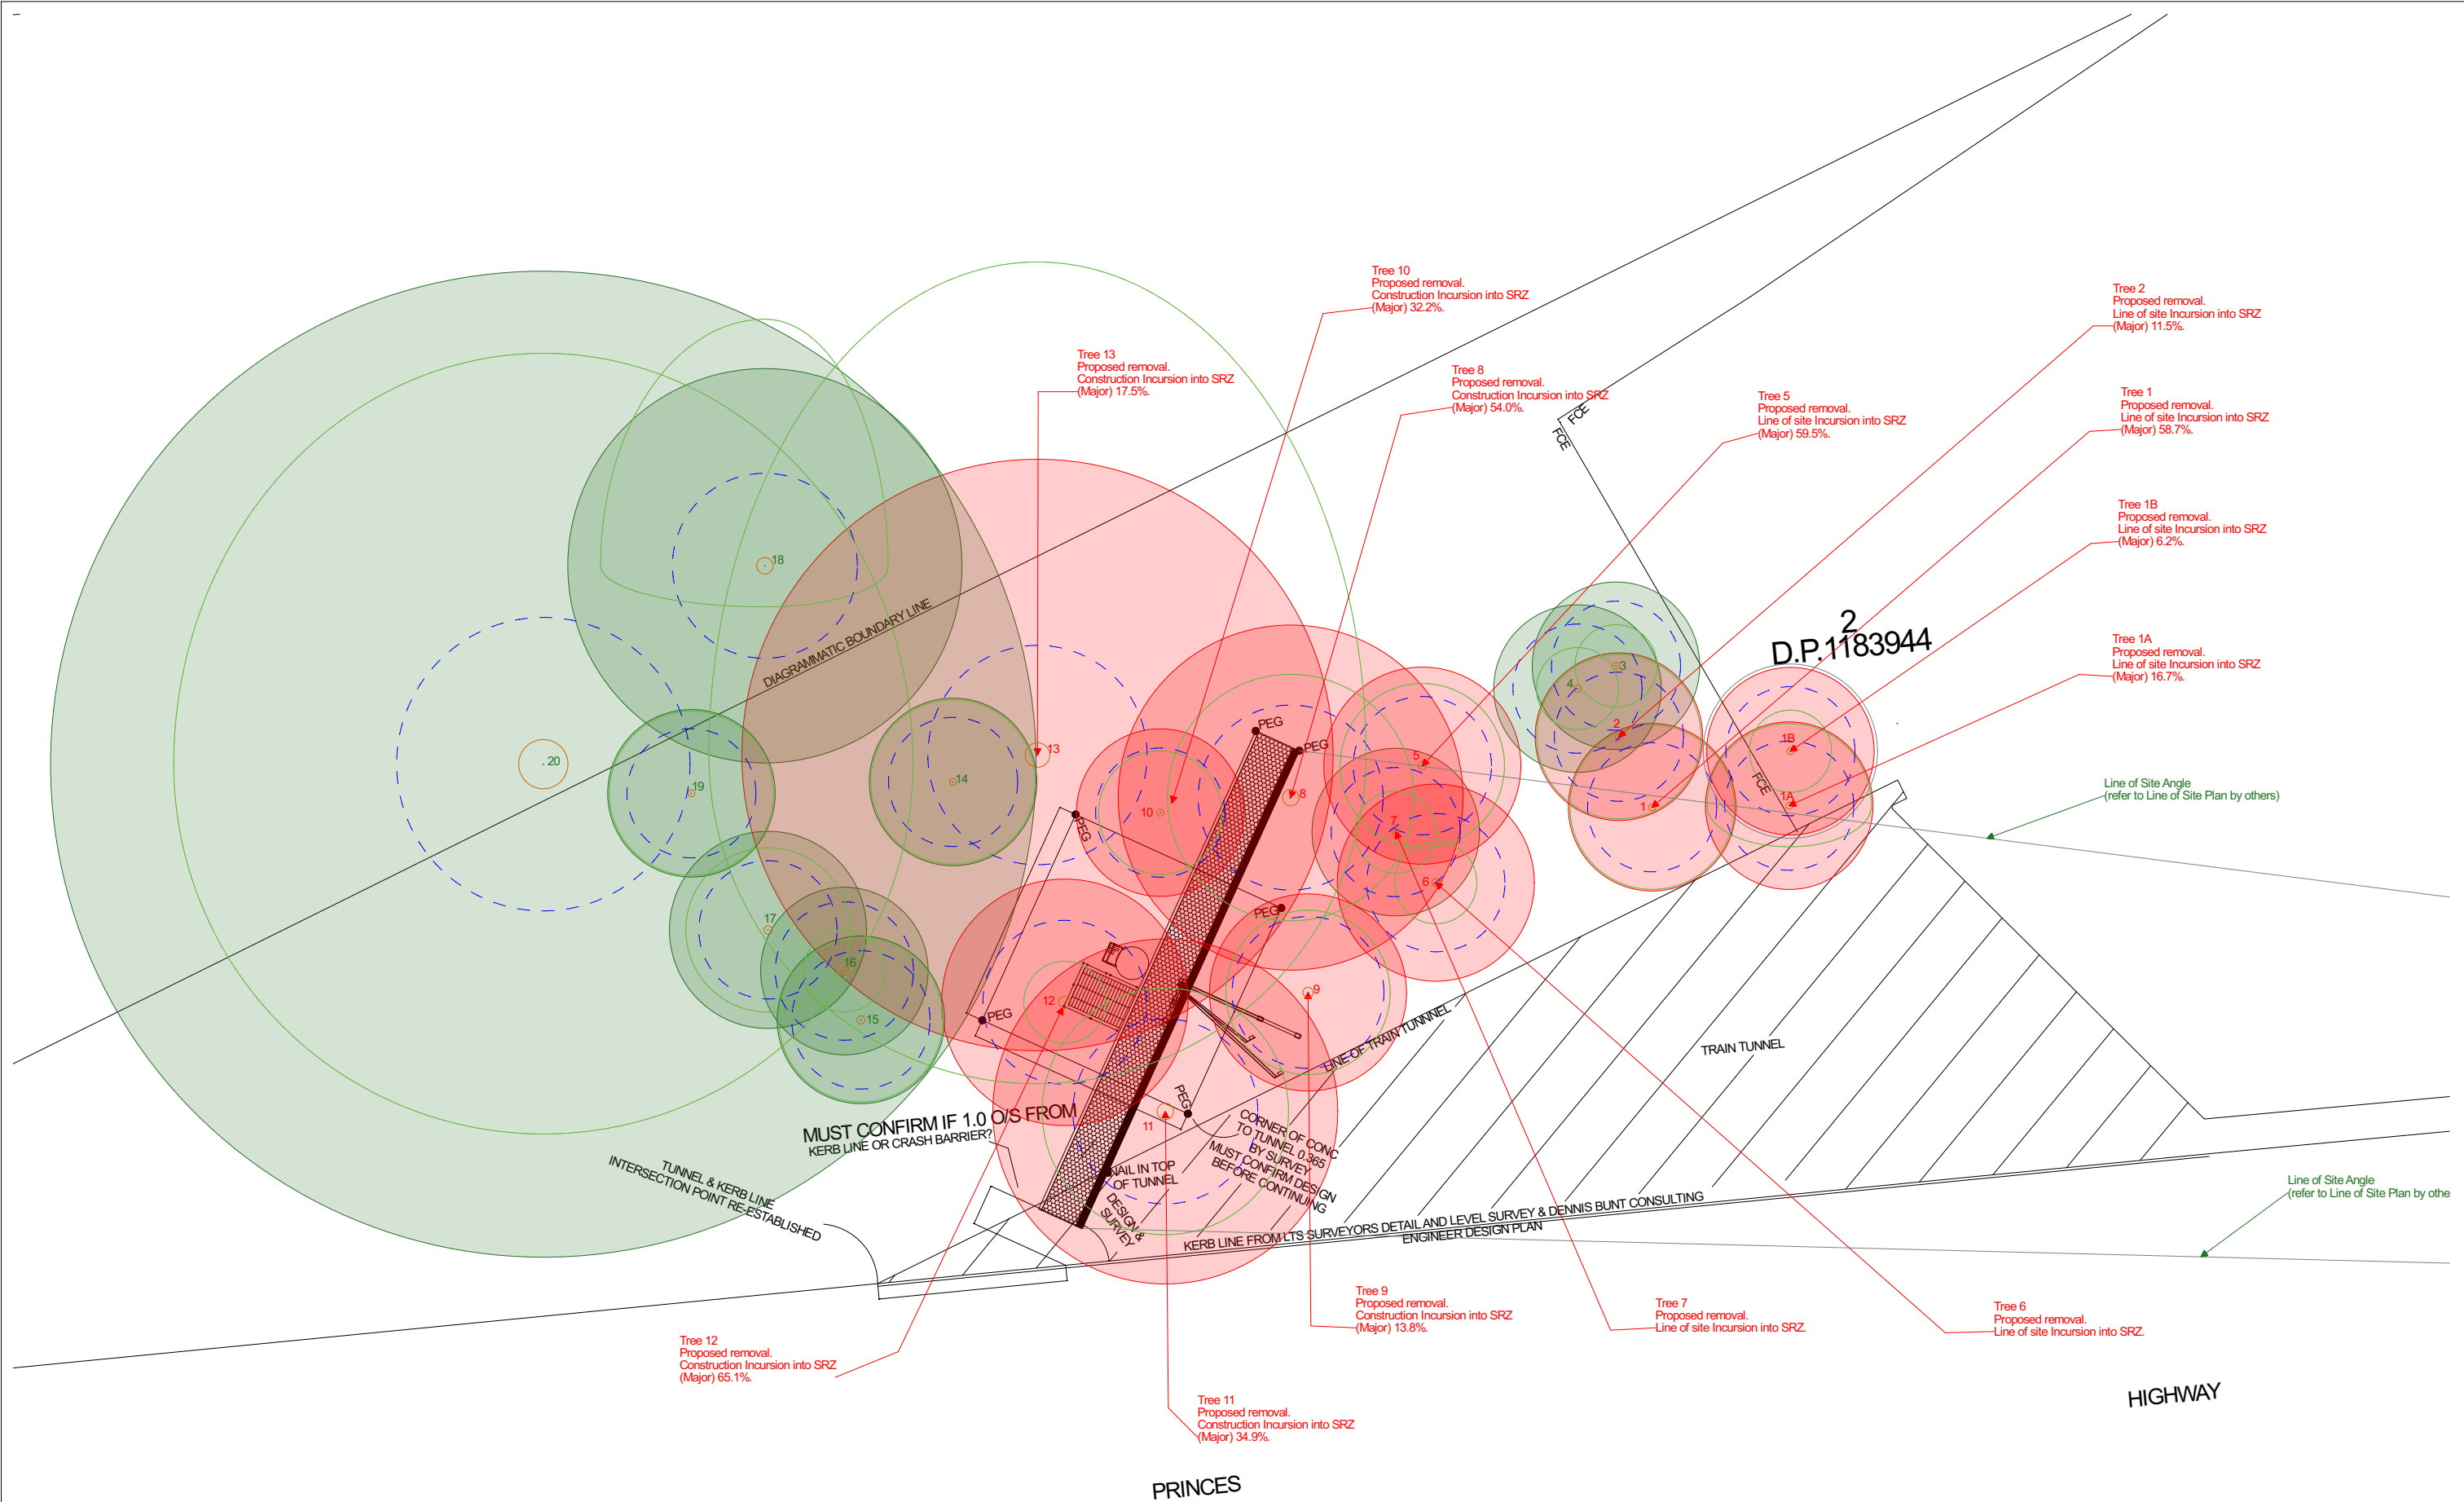 Tree 10
Proposed removal.
Construction Incursion into SRZ
(Major) 32.2%.
Tree 2
Proposed removal.
Line of site Incursion into SRZ
(Major) 11.5%.
Tree 13
Proposed removal.
Construction Incursion into SRZ
(Major) 17.5%.
Tree 8
Proposed removal.
Construction Incursion into SRZ
(Major) 54.0%.
Tree 5
Proposed removal.
Line of site Incursion into SRZ
(Major) 59.5%.
Tree 1
Proposed removal.
Line of site Incursion into SRZ
(Major) 58.7%.
FCE
FCE
Tree 1B
Proposed removal.
Line of site Incursion into SRZ
(Major) 6.2%.
18
DIAGRAMMATIC BOUNDARY LINE
2
D.P.1183944
Tree 1A
Proposed removal.
Line of site Incursion into SRZ
(Major) 16.7%.
3
4
2
PEG
PEG
13
1B
5
20
14
19
FCE
Line of Site Angle
(refer to Line of Site Plan by others)
8
1
1A
10
PEG
7
6
PEG
17
16
9
12
PEG
15
LINE OF TRAIN TUNNNEL
TRAIN TUNNEL
PEG
11
MUST CONFIRM IF 1.0 O/S FROM
KERB LINE OR CRASH BARRIER?
CORNER OF CONC
TO TUNNEL 0.365
BY SURVEY
MUST CONFIRM DESIGN
BEFORE CONTINUING
NAIL IN TOP
OF TUNNEL
TUNNEL & KERB LINE
INTERSECTION POINT RE-ESTABLISHED
DESIGN &
SURVEY
KERB LINE FROM LTS SURVEYORS DETAIL AND LEVEL SURVEY & DENNIS BUNT CONSULTING
ENGINEER DESIGN PLAN
Line of Site Angle
(refer to Line of Site Plan by othe
Tree 9
Proposed removal.
Construction Incursion into SRZ
(Major) 13.8%.
Tree 7
Proposed removal.
Line of site Incursion into SRZ.
Tree 6
Proposed removal.
Line of site Incursion into SRZ.
Tree 12
Proposed removal.
Construction Incursion into SRZ
(Major) 65.1%.
Tree 11
Proposed removal.
Construction Incursion into SRZ
(Major) 34.9%.
HIGHWAY
PRINCES